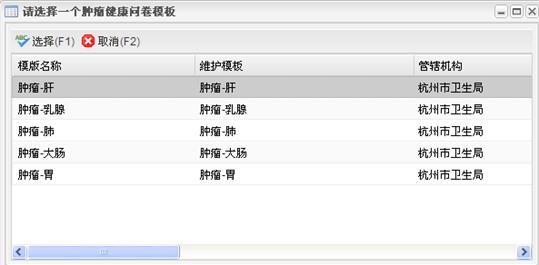 请选择一个肿瘤健康问卷模板
选择(F1) 取消(F2)
模版名称 维护模板 管辖机构
肿瘤-肝 肿瘤-肝 杭州市卫生局
肿瘤-乳腺 肿瘤-乳腺 杭州市卫生局
肿瘤-肺 肿瘤-肺 杭州市卫生局
肿瘤-大肠 肿瘤-大肠 杭州市卫生局
肿瘤-胃 肿瘤-胃 杭州市卫生局